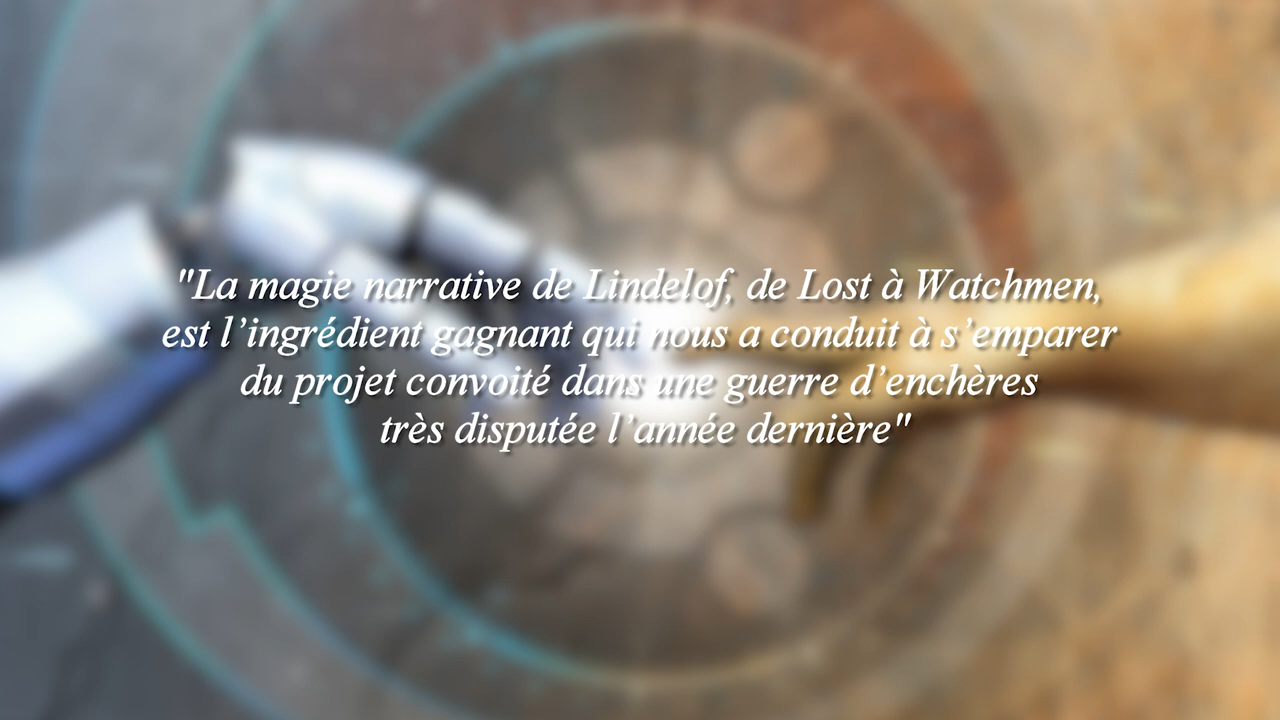 "La magie narrative de Lindelof, de Lost à Watchmen,
est l’ingrédient gagnant qui nous a conduit à s’emparer
du projet convoité dans une guerre d’enchères
très disputée l’année dernière"